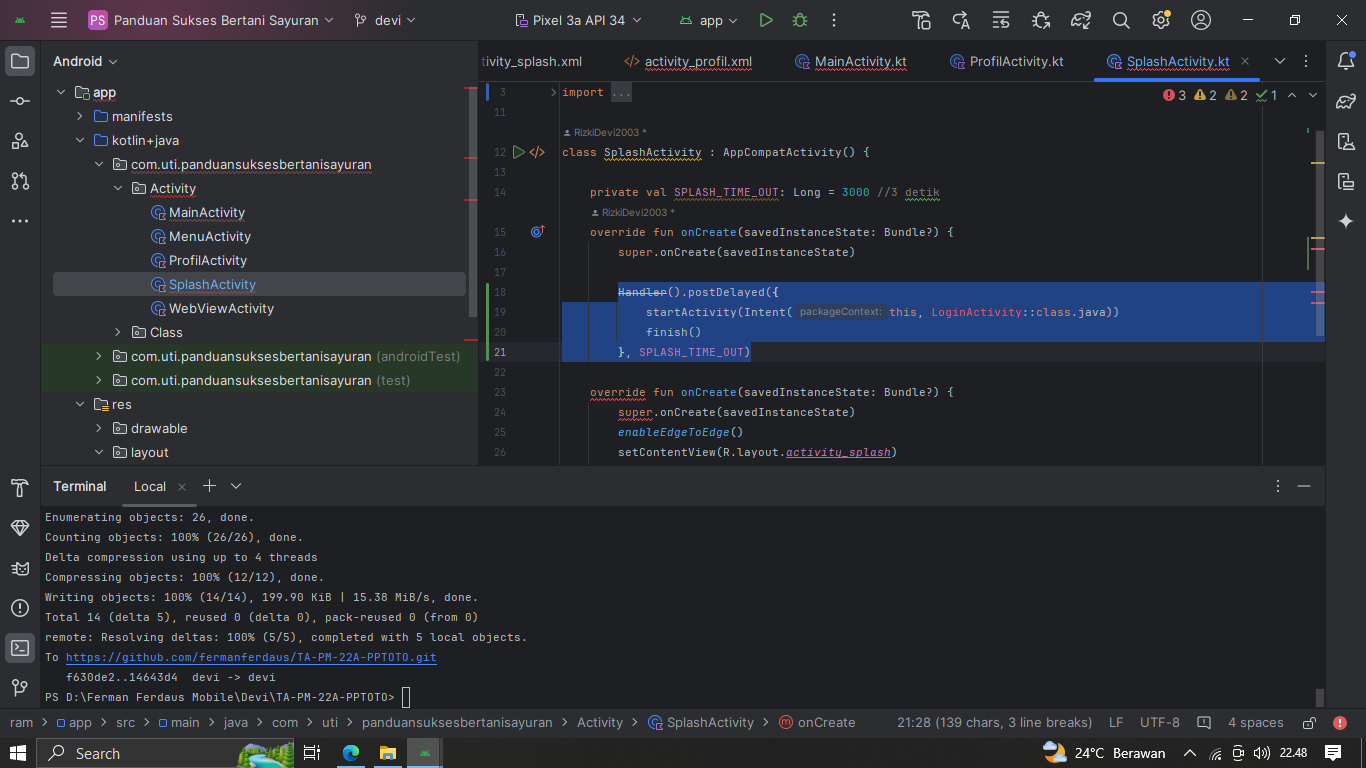 PS Panduan Sukses Bertani Sayuran devi Pixel 3a API 34 app
Android
app
manifests
kotlin+java
com.uti.panduansuksesbertanisayuran
Activity
MainActivity
MenuActivity
ProfilActivity
SplashActivity
WebViewActivity
Class
com.uti.panduansuksesbertanisayuran (androidTest)
com.uti.panduansuksesbertanisayuran (test)
res
drawable
layout
tivity_splash.xml activity_profil.xml MainActivity.kt ProfilActivity.kt SplashActivity.kt
3 2 2 1
3 import ...
11
RizkiDevi2003 *
12 class SplashActivity : AppCompatActivity() {
13
14 private val SPLASH_TIME_OUT: Long = 3000 //3 detik
RizkiDevi2003 *
15 override fun onCreate(savedInstanceState: Bundle?) {
16 super.onCreate(savedInstanceState)
17
18 Handler().postDelayed({
19 startActivity(Intent( packageContext: this, LoginActivity::class.java))
20 finish()
21 }, SPLASH_TIME_OUT)
22
23 override fun onCreate(savedInstanceState: Bundle?) {
24 super.onCreate(savedInstanceState)
25 enableEdgeToEdge()
26 setContentView(R.layout.activity_splash)
Terminal Local
Enumerating objects: 26, done.
Counting objects: 100% (26/26), done.
Delta compression using up to 4 threads
Compressing objects: 100% (12/12), done.
Writing objects: 100% (14/14), 199.90 KiB | 15.38 MiB/s, done.
Total 14 (delta 5), reused 0 (delta 0), pack-reused 0 (from 0)
remote: Resolving deltas: 100% (5/5), completed with 5 local objects.
To https://github.com/fermanferdaus/TA-PM-22A-PPTOTO.git
f630de2..14643d4 devi -> devi
PS D:\Ferman Ferdaus Mobile\Devi\TA-PM-22A-PPTOTO>
ram > app > src > main > java > com > uti > panduansuksesbertanisayuran > Activity > SplashActivity > onCreate 21:28 (139 chars, 3 line breaks) LF UTF-8 4 spaces
Search 24°C Berawan 22.48